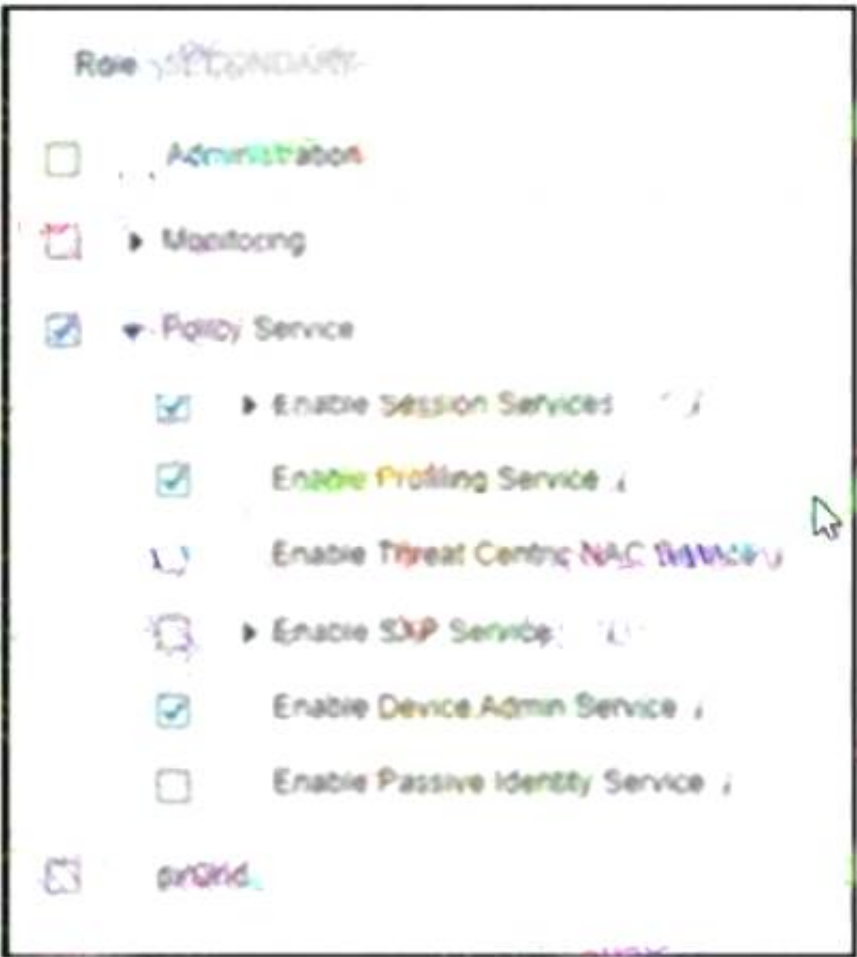 Role SECONDARY
Administration
Monitoring
Policy Service
Enable Session Services
Enable Profiling Service
Enable Threat Centric NAC
Enable SXP Service
Enable Device Admin Service
Enable Passive Identity Service
pxGrid